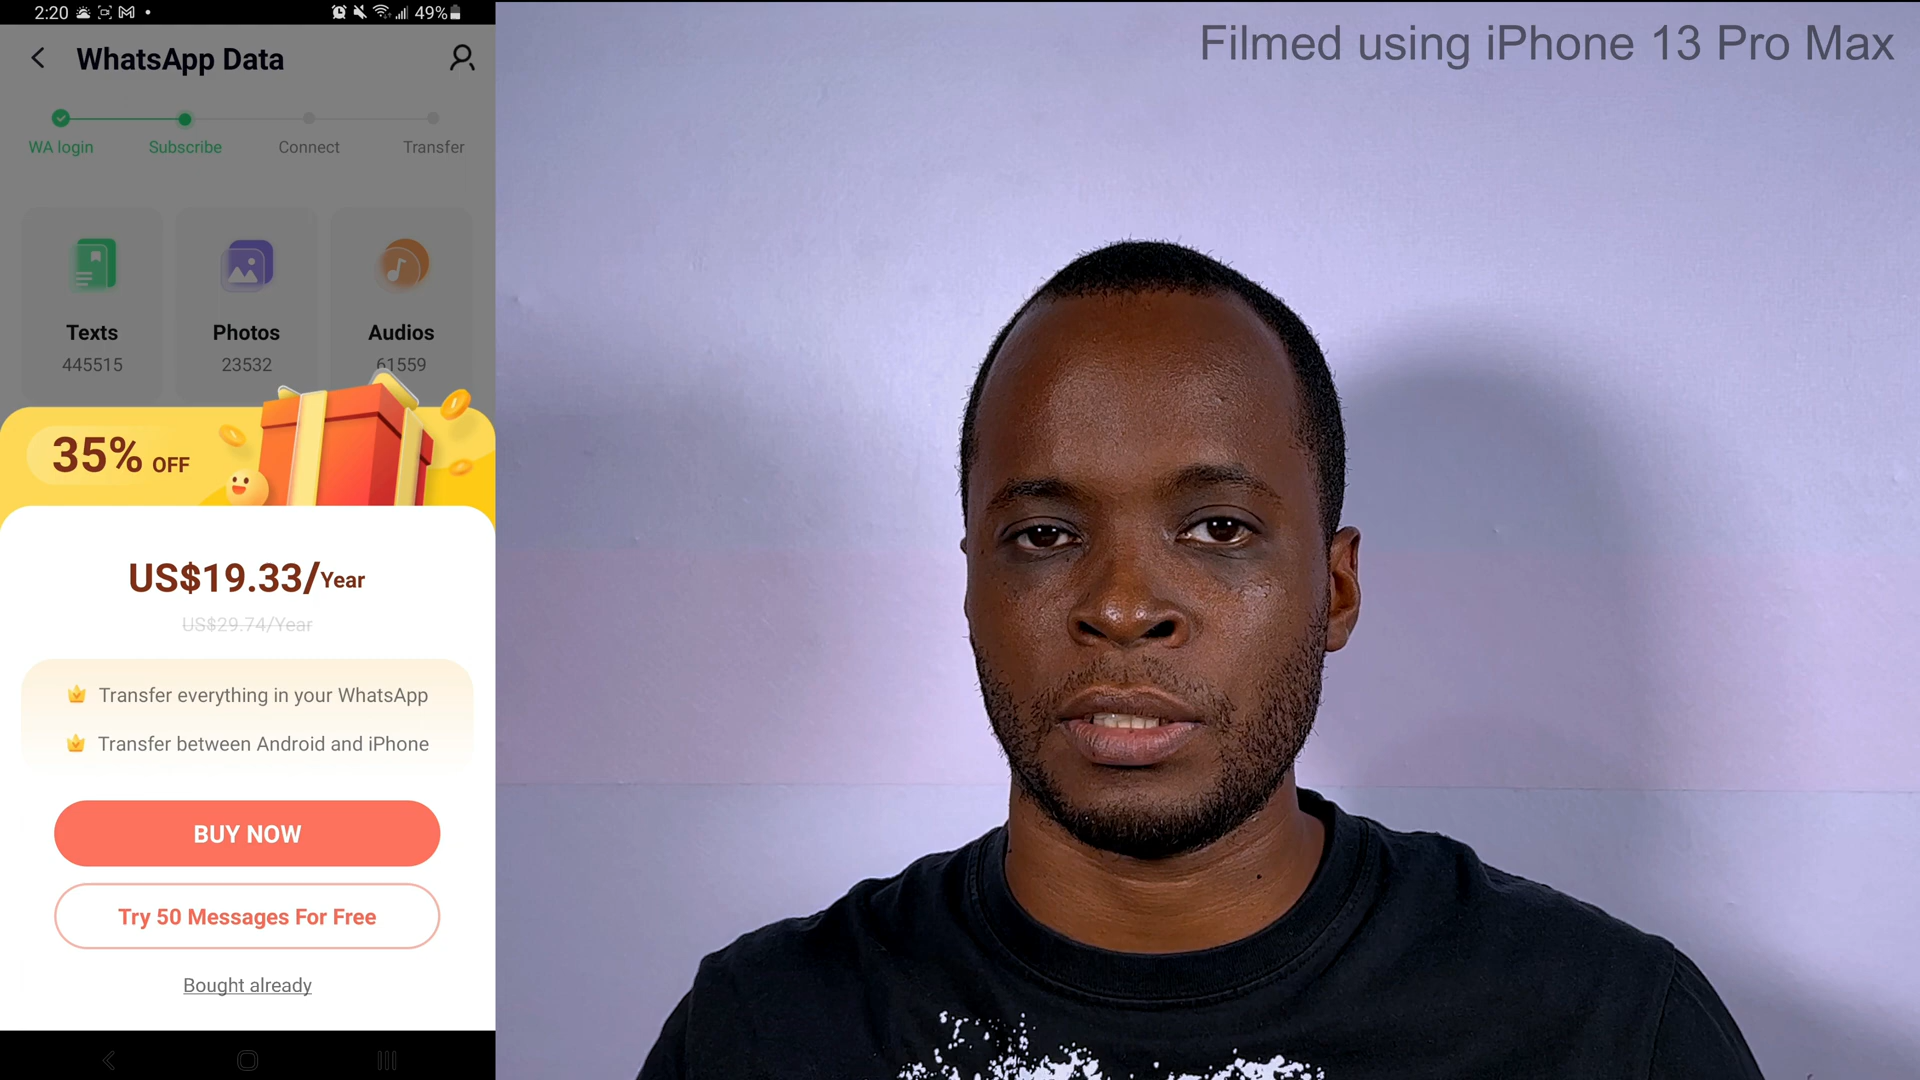 2:20
49%
Filmed using iPhone 13 Pro Max
WhatsApp Data
WA login
Subscribe
Connect
Transfer
Texts
Photos
Audios
445515
23532
61559
35% OFF
US$19.33/Year
US$29.74/Year
Transfer everything in your WhatsApp
Transfer between Android and iPhone
BUY NOW
Try 50 Messages For Free
Bought already